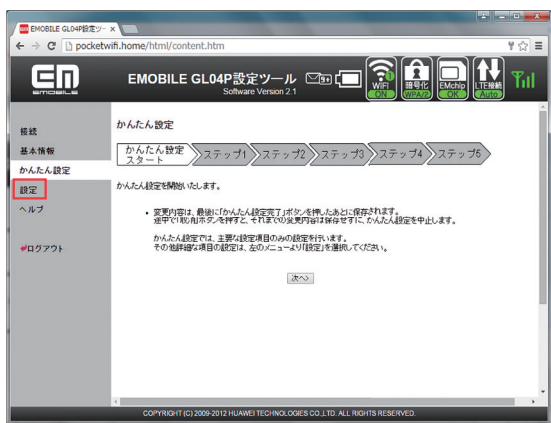 EMOBILE GL04P設定ツー
pocketwifi.home/html/content.htm
EMOBILE
EMOBILE GL04P設定ツール
Software Version 2.1
WiFi
ON
暗号化
WPA/2
EMchip
OK
LTE接続
Auto
接続
基本情報
かんたん設定
設定
ヘルプ
ログアウト
かんたん設定
かんたん設定
スタート
ステップ1
ステップ2
ステップ3
ステップ4
ステップ5
かんたん設定を開始いたします。
• 変更内容は、最後に「かんたん設定完了」ボタンを押したあとに保存されます。
途中で「取消」ボタンを押すと、それまでの変更内容は保存せずに、かんたん設定を中止します。
かんたん設定では、主要な設定項目のみの設定を行います。
その他詳細な項目の設定は、左のメニューより「設定」を選択してください。
次へ>
COPYRIGHT (C) 2009-2012 HUAWEI TECHNOLOGIES CO.,LTD. ALL RIGHTS RESERVED.